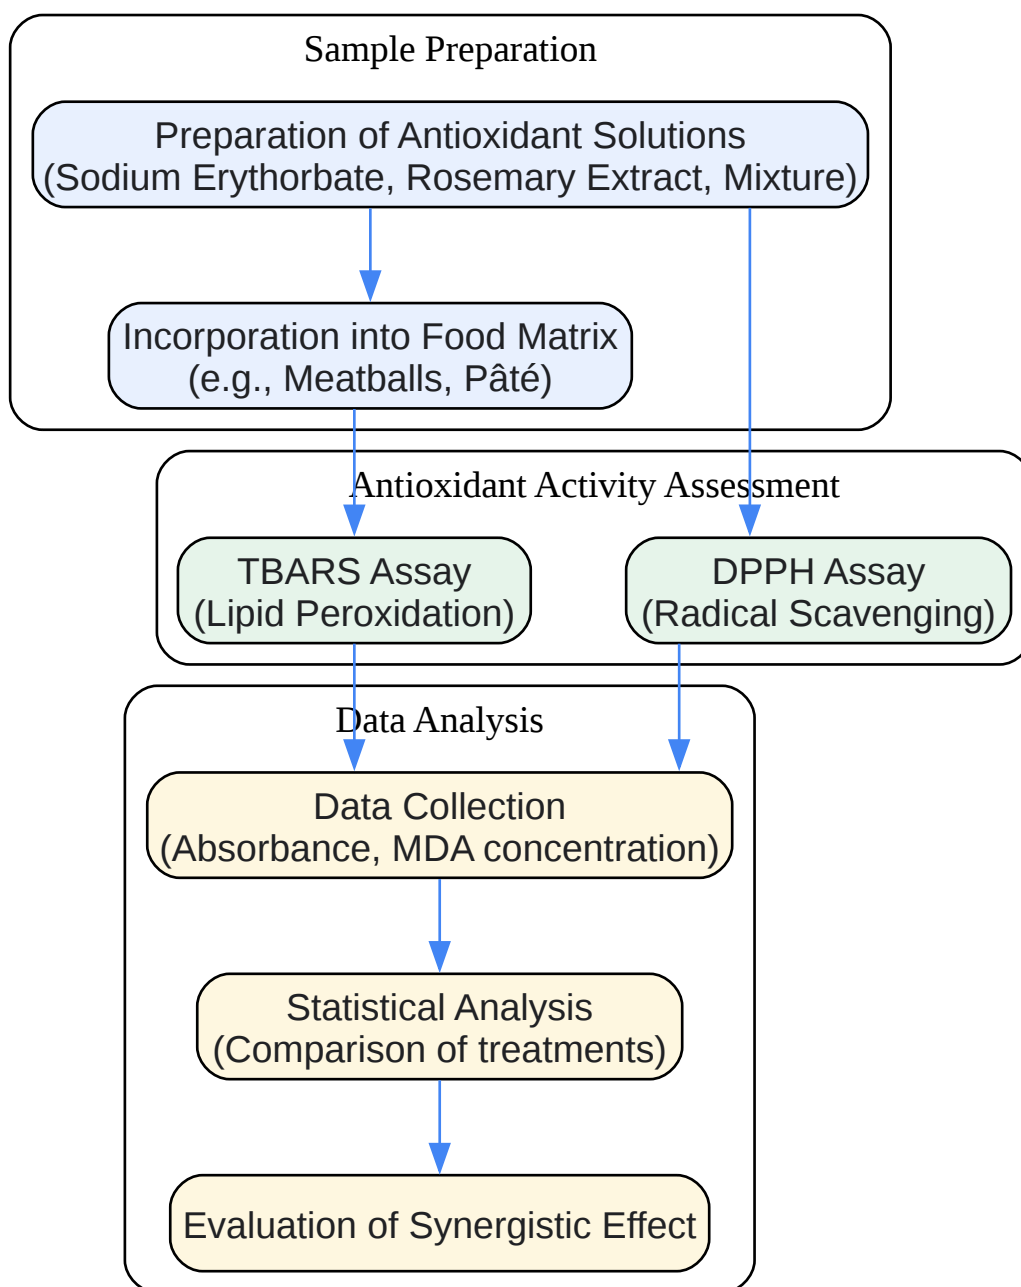 Sample Preparation
Preparation of Antioxidant Solutions
(Sodium Erythorbate, Rosemary Extract, Mixture)
Incorporation into Food Matrix
(e.g., Meatballs, Pâté)
Antioxidant Activity Assessment
TBARS Assay
(Lipid Peroxidation)
DPPH Assay
(Radical Scavenging)
Data Analysis
Data Collection
(Absorbance, MDA concentration)
Statistical Analysis
(Comparison of treatments)
Evaluation of Synergistic Effect